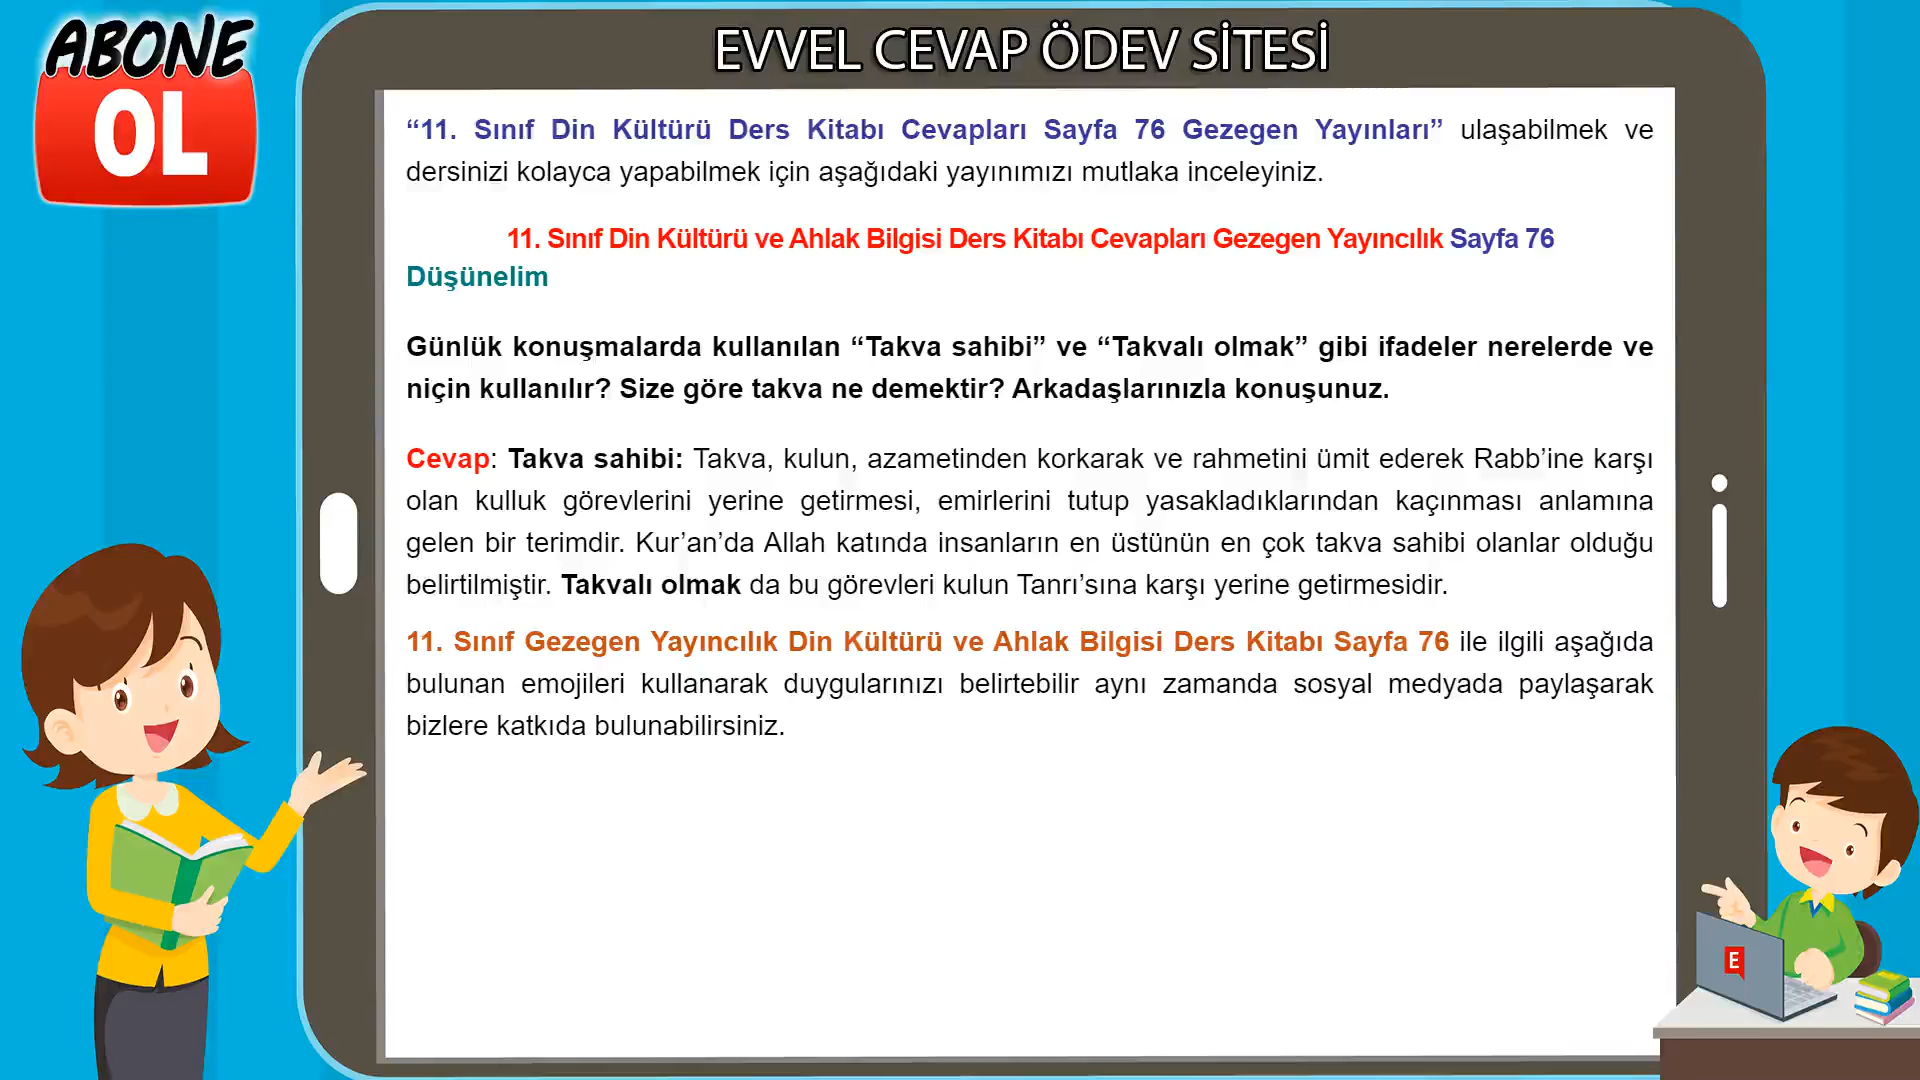 ABONE
OL
EVVEL CEVAP ÖDEV SİTESİ
“11. Sınıf Din Kültürü Ders Kitabı Cevapları Sayfa 76 Gezegen Yayınları” ulaşabilmek ve
dersinizi kolayca yapabilmek için aşağıdaki yayınımızı mutlaka inceleyiniz.
11. Sınıf Din Kültürü ve Ahlak Bilgisi Ders Kitabı Cevapları Gezegen Yayıncılık Sayfa 76
Düşünelim
Günlük konuşmalarda kullanılan “Takva sahibi” ve “Takvalı olmak” gibi ifadeler nerelerde ve
niçin kullanılır? Size göre takva ne demektir? Arkadaşlarınızla konuşunuz.
Cevap: Takva sahibi: Takva, kulun, azametinden korkarak ve rahmetini ümit ederek Rabb’ine karşı
olan kulluk görevlerini yerine getirmesi, emirlerini tutup yasakladıklarından kaçınması anlamına
gelen bir terimdir. Kur’an’da Allah katında insanların en üstünün en çok takva sahibi olanlar olduğu
belirtilmiştir. Takvalı olmak da bu görevleri kulun Tanrı’sına karşı yerine getirmesidir.
11. Sınıf Gezegen Yayıncılık Din Kültürü ve Ahlak Bilgisi Ders Kitabı Sayfa 76 ile ilgili aşağıda
bulunan emojileri kullanarak duygularınızı belirtebilir aynı zamanda sosyal medyada paylaşarak
bizlere katkıda bulunabilirsiniz.
E